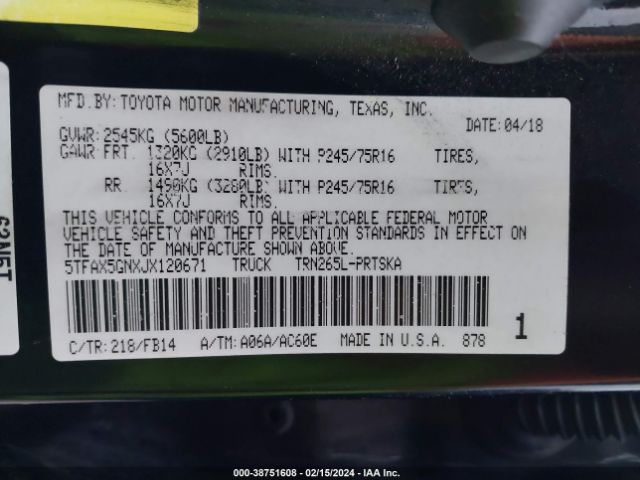 MFD.BY: TOYOTA MOTOR MANUFACTURING, TEXAS, INC.
DATE: 04/18
GVWR: 2545KG (5600LB)
GAWR FRT. 1320KG (2910LB) WITH P245/75R16 TIRES,
16X7J RIMS.
RR. 1490KG (3280LB) WITH P245/75R16 TIRES,
16X7J RIMS.
THIS VEHICLE CONFORMS TO ALL APPLICABLE FEDERAL MOTOR
VEHICLE SAFETY AND THEFT PREVENTION STANDARDS IN EFFECT
ON THE DATE OF MANUFACTURE SHOWN ABOVE.
5TFAX5GNXJX120671 TRUCK TRN265L-PRTSKA
C/TR: 218/FB14 A/TM: A06A/AC60E MADE IN U.S.A. 878
1
000-38751608 - 02/15/2024 - IAAI.CA